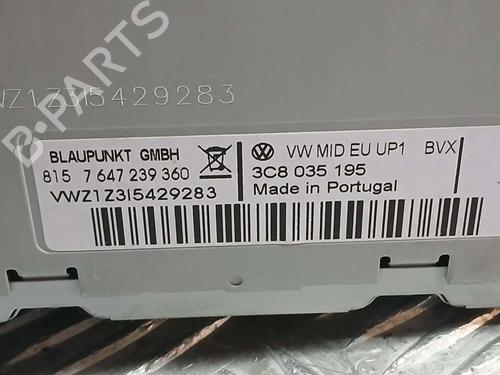 VWZ1Z3I5429283
BLAUPUNKT GMBH
815 7 647 239 360
VWZ1Z3I5429283
VW MID EU UP1 BVX
3C8 035 195
Made in Portugal
B-PARTS